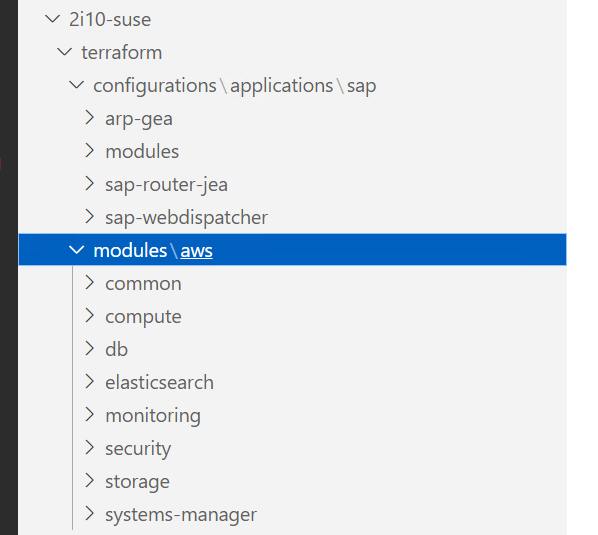 2i10-suse
terraform
configurations\applications\sap
arp-gea
modules
sap-router-jea
sap-webdispatcher
modules\aws
common
compute
db
elasticsearch
monitoring
security
storage
systems-manager